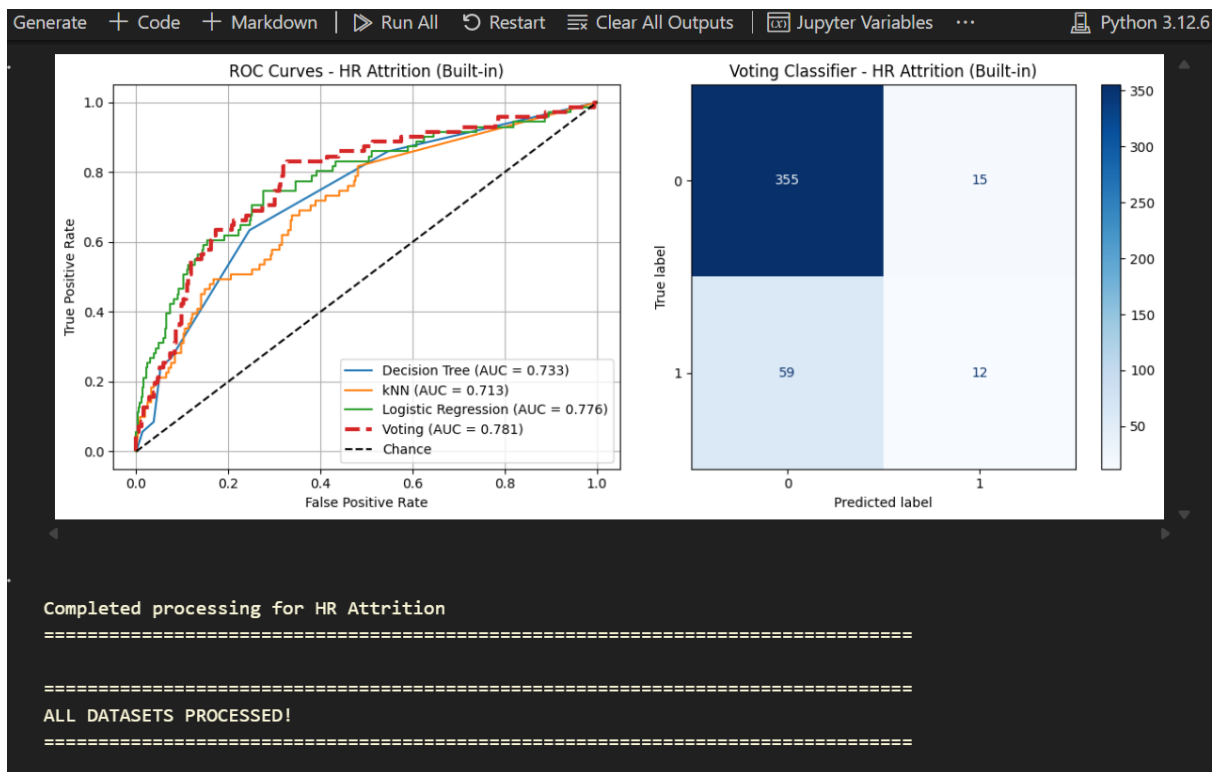 Generate + Code + Markdown | Run All Restart Clear All Outputs | Jupyter Variables ... Python 3.12.6
ROC Curves - HR Attrition (Built-in)
1.0
0.8
0.6
0.4
0.2
0.0
True Positive Rate
Decision Tree (AUC = 0.733)
kNN (AUC = 0.713)
Logistic Regression (AUC = 0.776)
Voting (AUC = 0.781)
Chance
0.0 0.2 0.4 0.6 0.8 1.0
False Positive Rate
Voting Classifier - HR Attrition (Built-in)
True label
0 355 15
1 59 12
0 1
Predicted label
350
300
250
200
150
100
50
Completed processing for HR Attrition
================================================================================
================================================================================
ALL DATASETS PROCESSED!
================================================================================